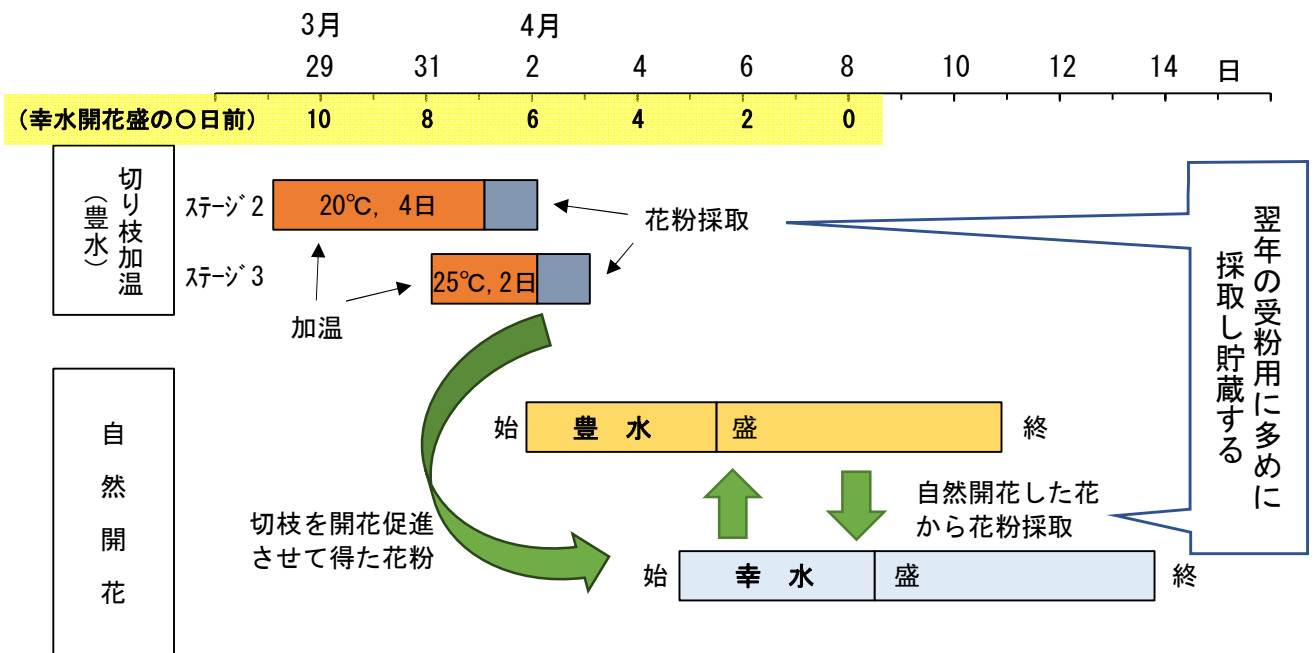 3月 4月
29 31 2 4 6 8 10 12 14 日
(幸水開花盛の〇日前) 10 8 6 4 2 0
切り枝加温
(豊水)
ステージ2
20℃, 4日
花粉採取
ステージ3
25℃, 2日
加温
翌年の受粉用に多めに
採取し貯蔵する
自然開花
始 豊水 盛 終
切枝を開花促進
させて得た花粉
自然開花した花
から花粉採取
始 幸水 盛 終